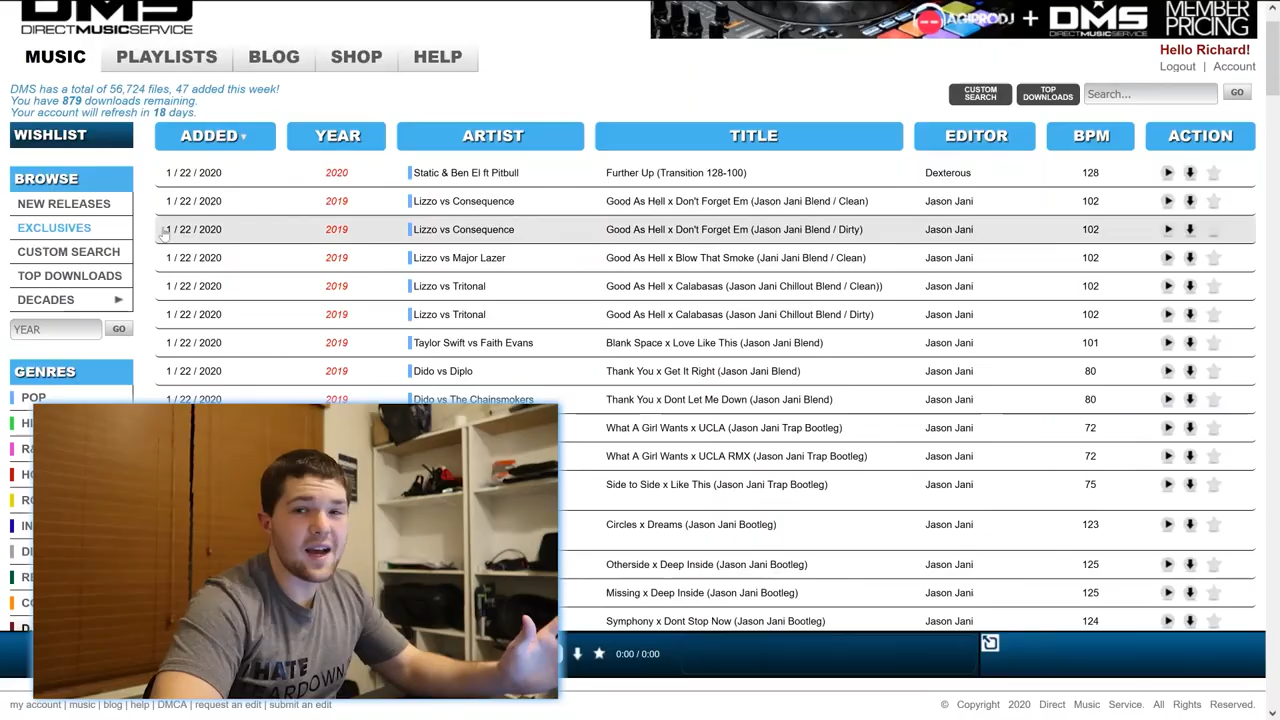 DMS
DIRECTMUSICSERVICE
AGIPRODJ + DMS DIRECTMUSICSERVICE MEMBER PRICING
MUSIC PLAYLISTS BLOG SHOP HELP
Hello Richard!
Logout | Account
DMS has a total of 56,724 files, 47 added this week!
You have 879 downloads remaining.
Your account will refresh in 18 days.
CUSTOM SEARCH TOP DOWNLOADS Search... GO
WISHLIST ADDED YEAR ARTIST TITLE EDITOR BPM ACTION
1 / 22 / 2020 2020 Static & Ben El ft Pitbull Further Up (Transition 128-100) Dexterous 128
1 / 22 / 2020 2019 Lizzo vs Consequence Good As Hell x Don't Forget Em (Jason Jani Blend / Clean) Jason Jani 102
1 / 22 / 2020 2019 Lizzo vs Consequence Good As Hell x Don't Forget Em (Jason Jani Blend / Dirty) Jason Jani 102
1 / 22 / 2020 2019 Lizzo vs Major Lazer Good As Hell x Blow That Smoke (Jani Jani Blend / Clean) Jason Jani 102
1 / 22 / 2020 2019 Lizzo vs Tritonal Good As Hell x Calabasas (Jason Jani Chillout Blend / Clean)) Jason Jani 102
1 / 22 / 2020 2019 Lizzo vs Tritonal Good As Hell x Calabasas (Jason Jani Chillout Blend / Dirty) Jason Jani 102
1 / 22 / 2020 2019 Taylor Swift vs Faith Evans Blank Space x Love Like This (Jason Jani Blend) Jason Jani 101
1 / 22 / 2020 2019 Dido vs Diplo Thank You x Get It Right (Jason Jani Blend) Jason Jani 80
1 / 22 / 2020 2019 Dido vs The Chainsmokers Thank You x Dont Let Me Down (Jason Jani Blend) Jason Jani 80
What A Girl Wants x UCLA (Jason Jani Trap Bootleg) Jason Jani 72
What A Girl Wants x UCLA RMX (Jason Jani Trap Bootleg) Jason Jani 72
Side to Side x Like This (Jason Jani Trap Bootleg) Jason Jani 75
Circles x Dreams (Jason Jani Bootleg) Jason Jani 123
Otherside x Deep Inside (Jason Jani Bootleg) Jason Jani 125
Missing x Deep Inside (Jason Jani Bootleg) Jason Jani 125
Symphony x Dont Stop Now (Jason Jani Bootleg) Jason Jani 124
BROWSE
NEW RELEASES
EXCLUSIVES
CUSTOM SEARCH
TOP DOWNLOADS
DECADES
YEAR GO
GENRES
POP
HI
R&
HO
RO
IN
DI
RE
CO
D
HATE
0:00 / 0:00
my account | music | blog | help | DMCA | request an edit | submit an edit
© Copyright 2020 Direct Music Service. All Rights Reserved.